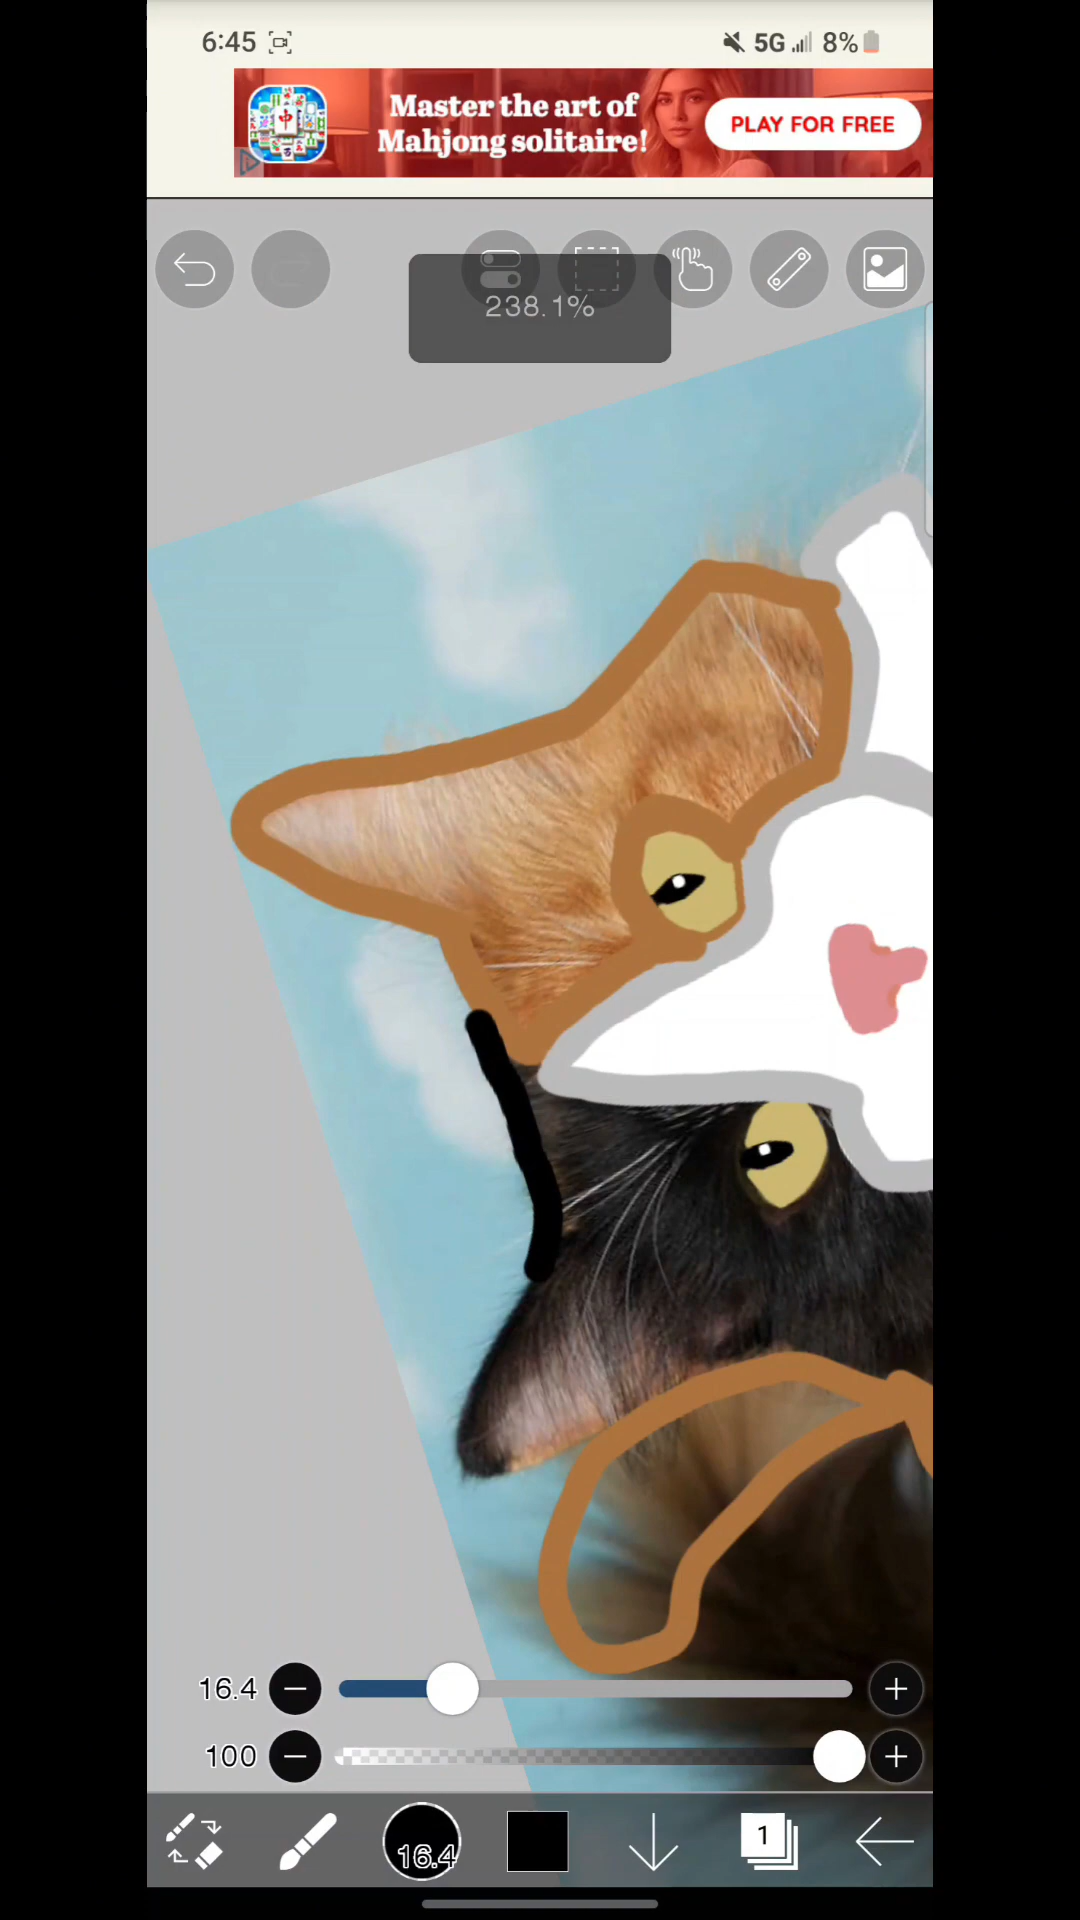 6:45
5G 8%
Master the art of
Mahjong solitaire!
PLAY FOR FREE
中
238.1%
16.4
100
16.4
1